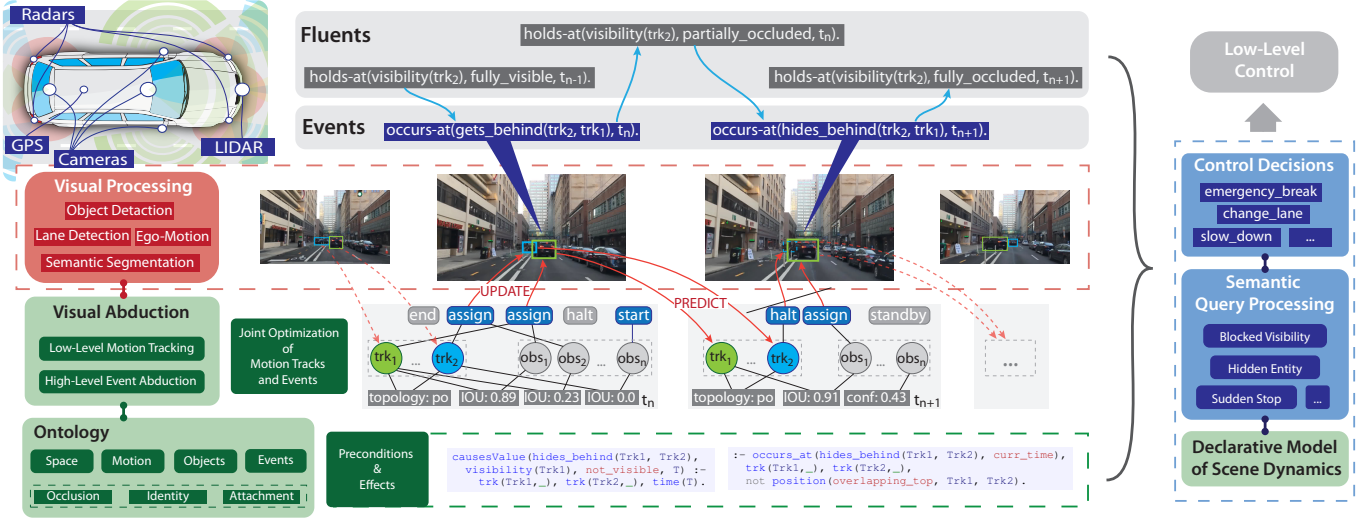 Radars
GPS
Cameras
LIDAR
Fluents
holds-at(visibility(trk2), partially_occluded, tn).
holds-at(visibility(trk2), fully_visible, tn-1).
holds-at(visibility(trk2), fully_occluded, tn+1).
Events
occurs-at(gets_behind(trk2, trk1), tn).
occurs-at(hides_behind(trk2, trk1), tn+1).
Visual Processing
Object Detaction
Lane Detection
Ego-Motion
Semantic Segmentation
UPDATE
PREDICT
Visual Abduction
Low-Level Motion Tracking
High-Level Event Abduction
Joint Optimization
of
Motion Tracks
and Events
end
assign
assign
halt
start
trk1
...
trk2
obs1
obs2
...
obsn
topology: po
IOU: 0.89
IOU: 0.23
IOU: 0.0
tn
halt
assign
standby
trk1
...
trk2
obs1
...
obsn
topology: po
IOU: 0.91
conf: 0.43
tn+1
...
Ontology
Space
Motion
Objects
Events
Occlusion
Identity
Attachment
Preconditions
&
Effects
causesValue(hides_behind(Trk1, Trk2),
visibility(Trk1), not_visible, T) :-
trk(Trk1,_), trk(Trk2,_), time(T).
:- occurs_at(hides_behind(Trk1, Trk2), curr_time),
trk(Trk1,_), trk(Trk2,_),
not position(overlapping_top, Trk1, Trk2).
Low-Level
Control
Control Decisions
emergency_break
change_lane
slow_down
...
Semantic
Query Processing
Blocked Visibility
Hidden Entity
Sudden Stop
...
Declarative Model
of Scene Dynamics